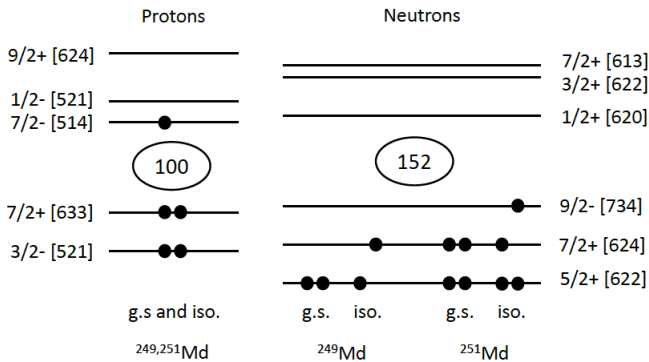 Protons
Neutrons
9/2+ [624]
1/2- [521]
7/2- [514]
100
7/2+ [633]
3/2- [521]
7/2+ [613]
3/2+ [622]
1/2+ [620]
152
9/2- [734]
7/2+ [624]
5/2+ [622]
g.s and iso.
g.s.
iso.
g.s.
iso.
249,251Md
249Md
251Md